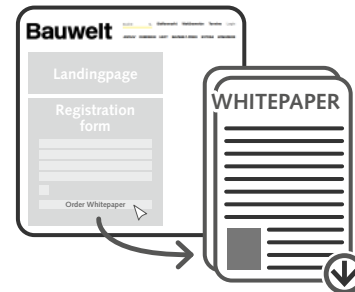 Bauwelt
Landingpage
Registration
form
Order Whitepaper
WHITEPAPER